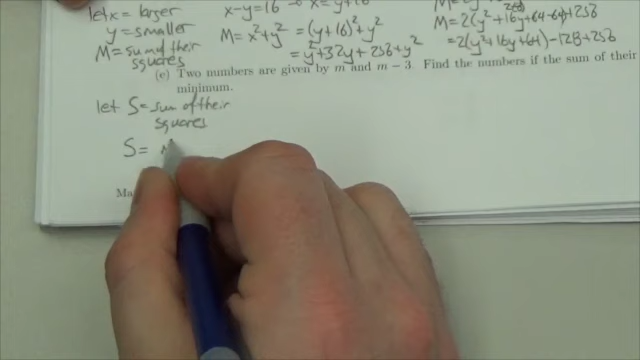 let x = larger
y = smaller
M = sum of their
squares
x-y=16 → x=y+16
M = x²+y²
= (y+16)²+y²
= y²+32y+256+y²
M = 2(y²+16y+64-64)+256
= 2(y²+16y+64)-128+256
(e) Two numbers are given by m and m − 3. Find the numbers if the sum of their
minimum.
let S = sum of their
squares
S =
Ma